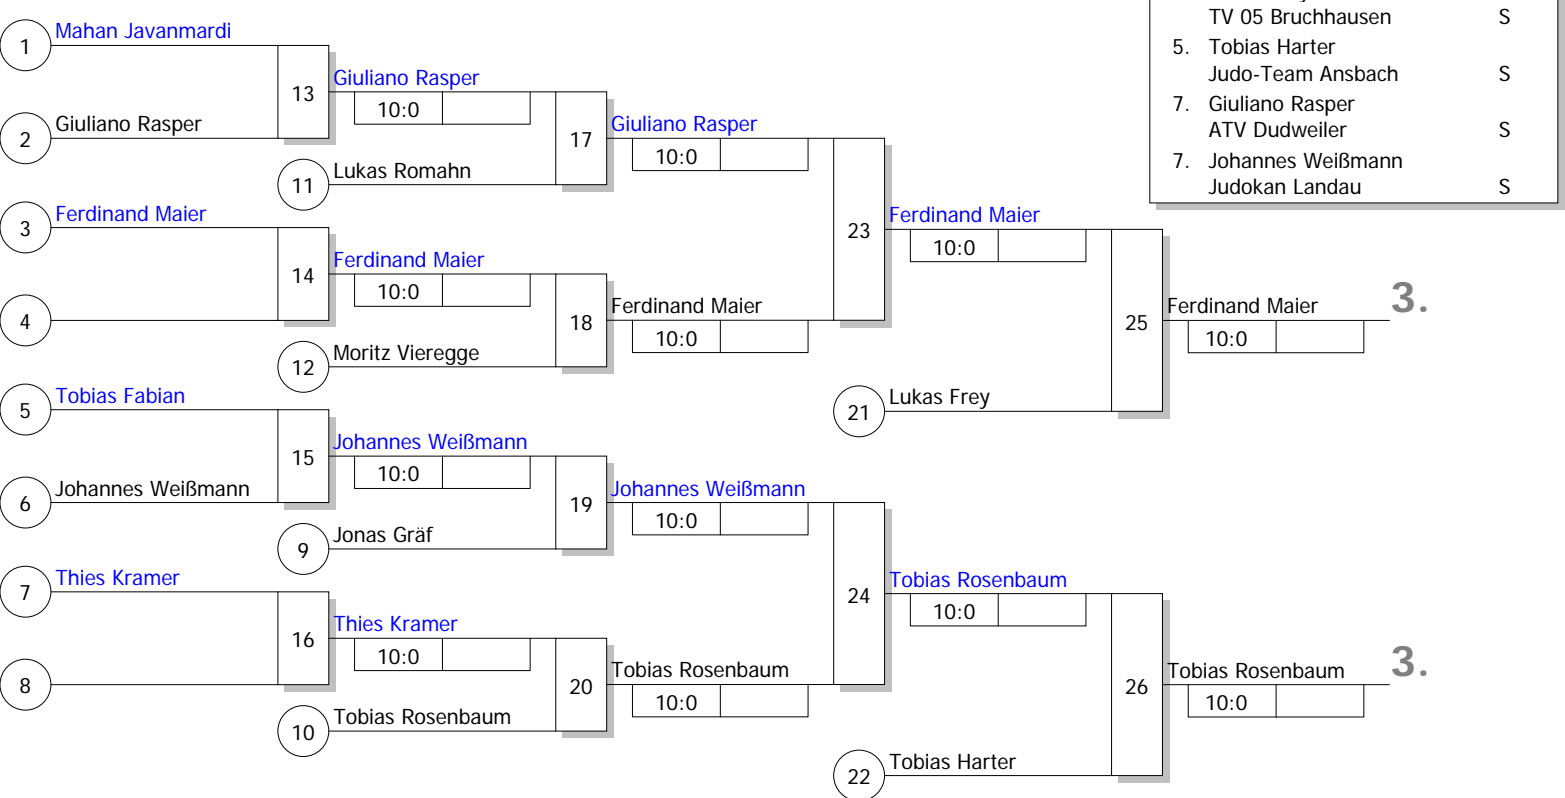 TV 05 Bruchhausen S
5. Tobias Harter
Judo-Team Ansbach S
7. Giuliano Rasper
ATV Dudweiler S
7. Johannes Weißmann
Judokan Landau S
1 Mahan Javanmardi
13 Giuliano Rasper
10:0
2 Giuliano Rasper
17 Giuliano Rasper
10:0
11 Lukas Romahn
3 Ferdinand Maier
23 Ferdinand Maier
10:0
14 Ferdinand Maier
10:0
4
18 Ferdinand Maier
10:0
25 Ferdinand Maier 3.
10:0
12 Moritz Vieregge
5 Tobias Fabian
21 Lukas Frey
15 Johannes Weißmann
10:0
6 Johannes Weißmann
19 Johannes Weißmann
10:0
9 Jonas Gräf
7 Thies Kramer
24 Tobias Rosenbaum
10:0
16 Thies Kramer
10:0
8
20 Tobias Rosenbaum
10:0
26 Tobias Rosenbaum 3.
10:0
10 Tobias Rosenbaum
22 Tobias Harter